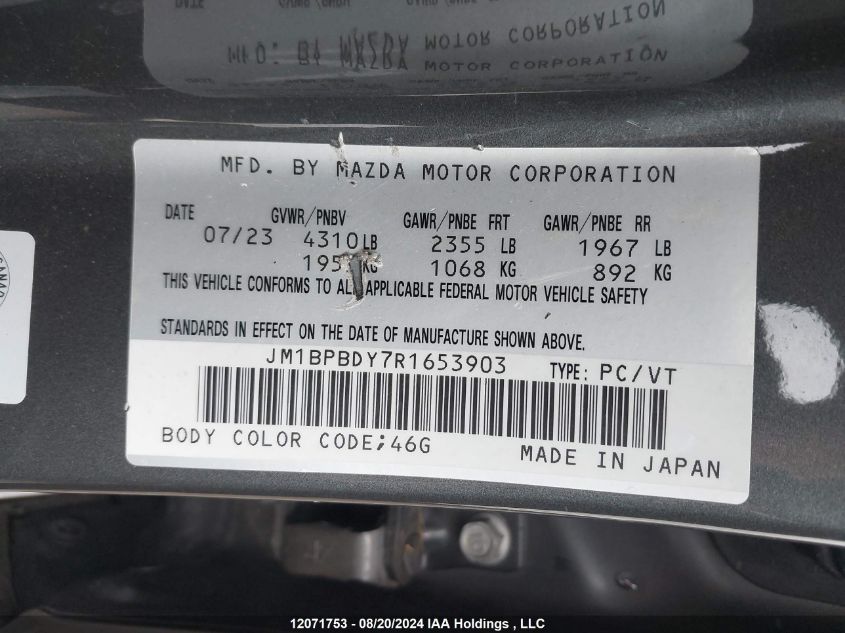 MFD. BY MAZDA MOTOR CORPORATION
DATE GVWR/PNBV GAWR/PNBE FRT GAWR/PNBE RR
07/23 4310LB 2355 LB 1967 LB
KG 1068 KG 892 KG
THIS VEHICLE CONFORMS TO ALL APPLICABLE FEDERAL MOTOR VEHICLE SAFETY
STANDARDS IN EFFECT ON THE DATE OF MANUFACTURE SHOWN ABOVE.
JM1BPBDY7R1653903 TYPE: PC/VT
BODY COLOR CODE;46G
MADE IN JAPAN
12071753 - 08/20/2024 IAA Holdings , LLC